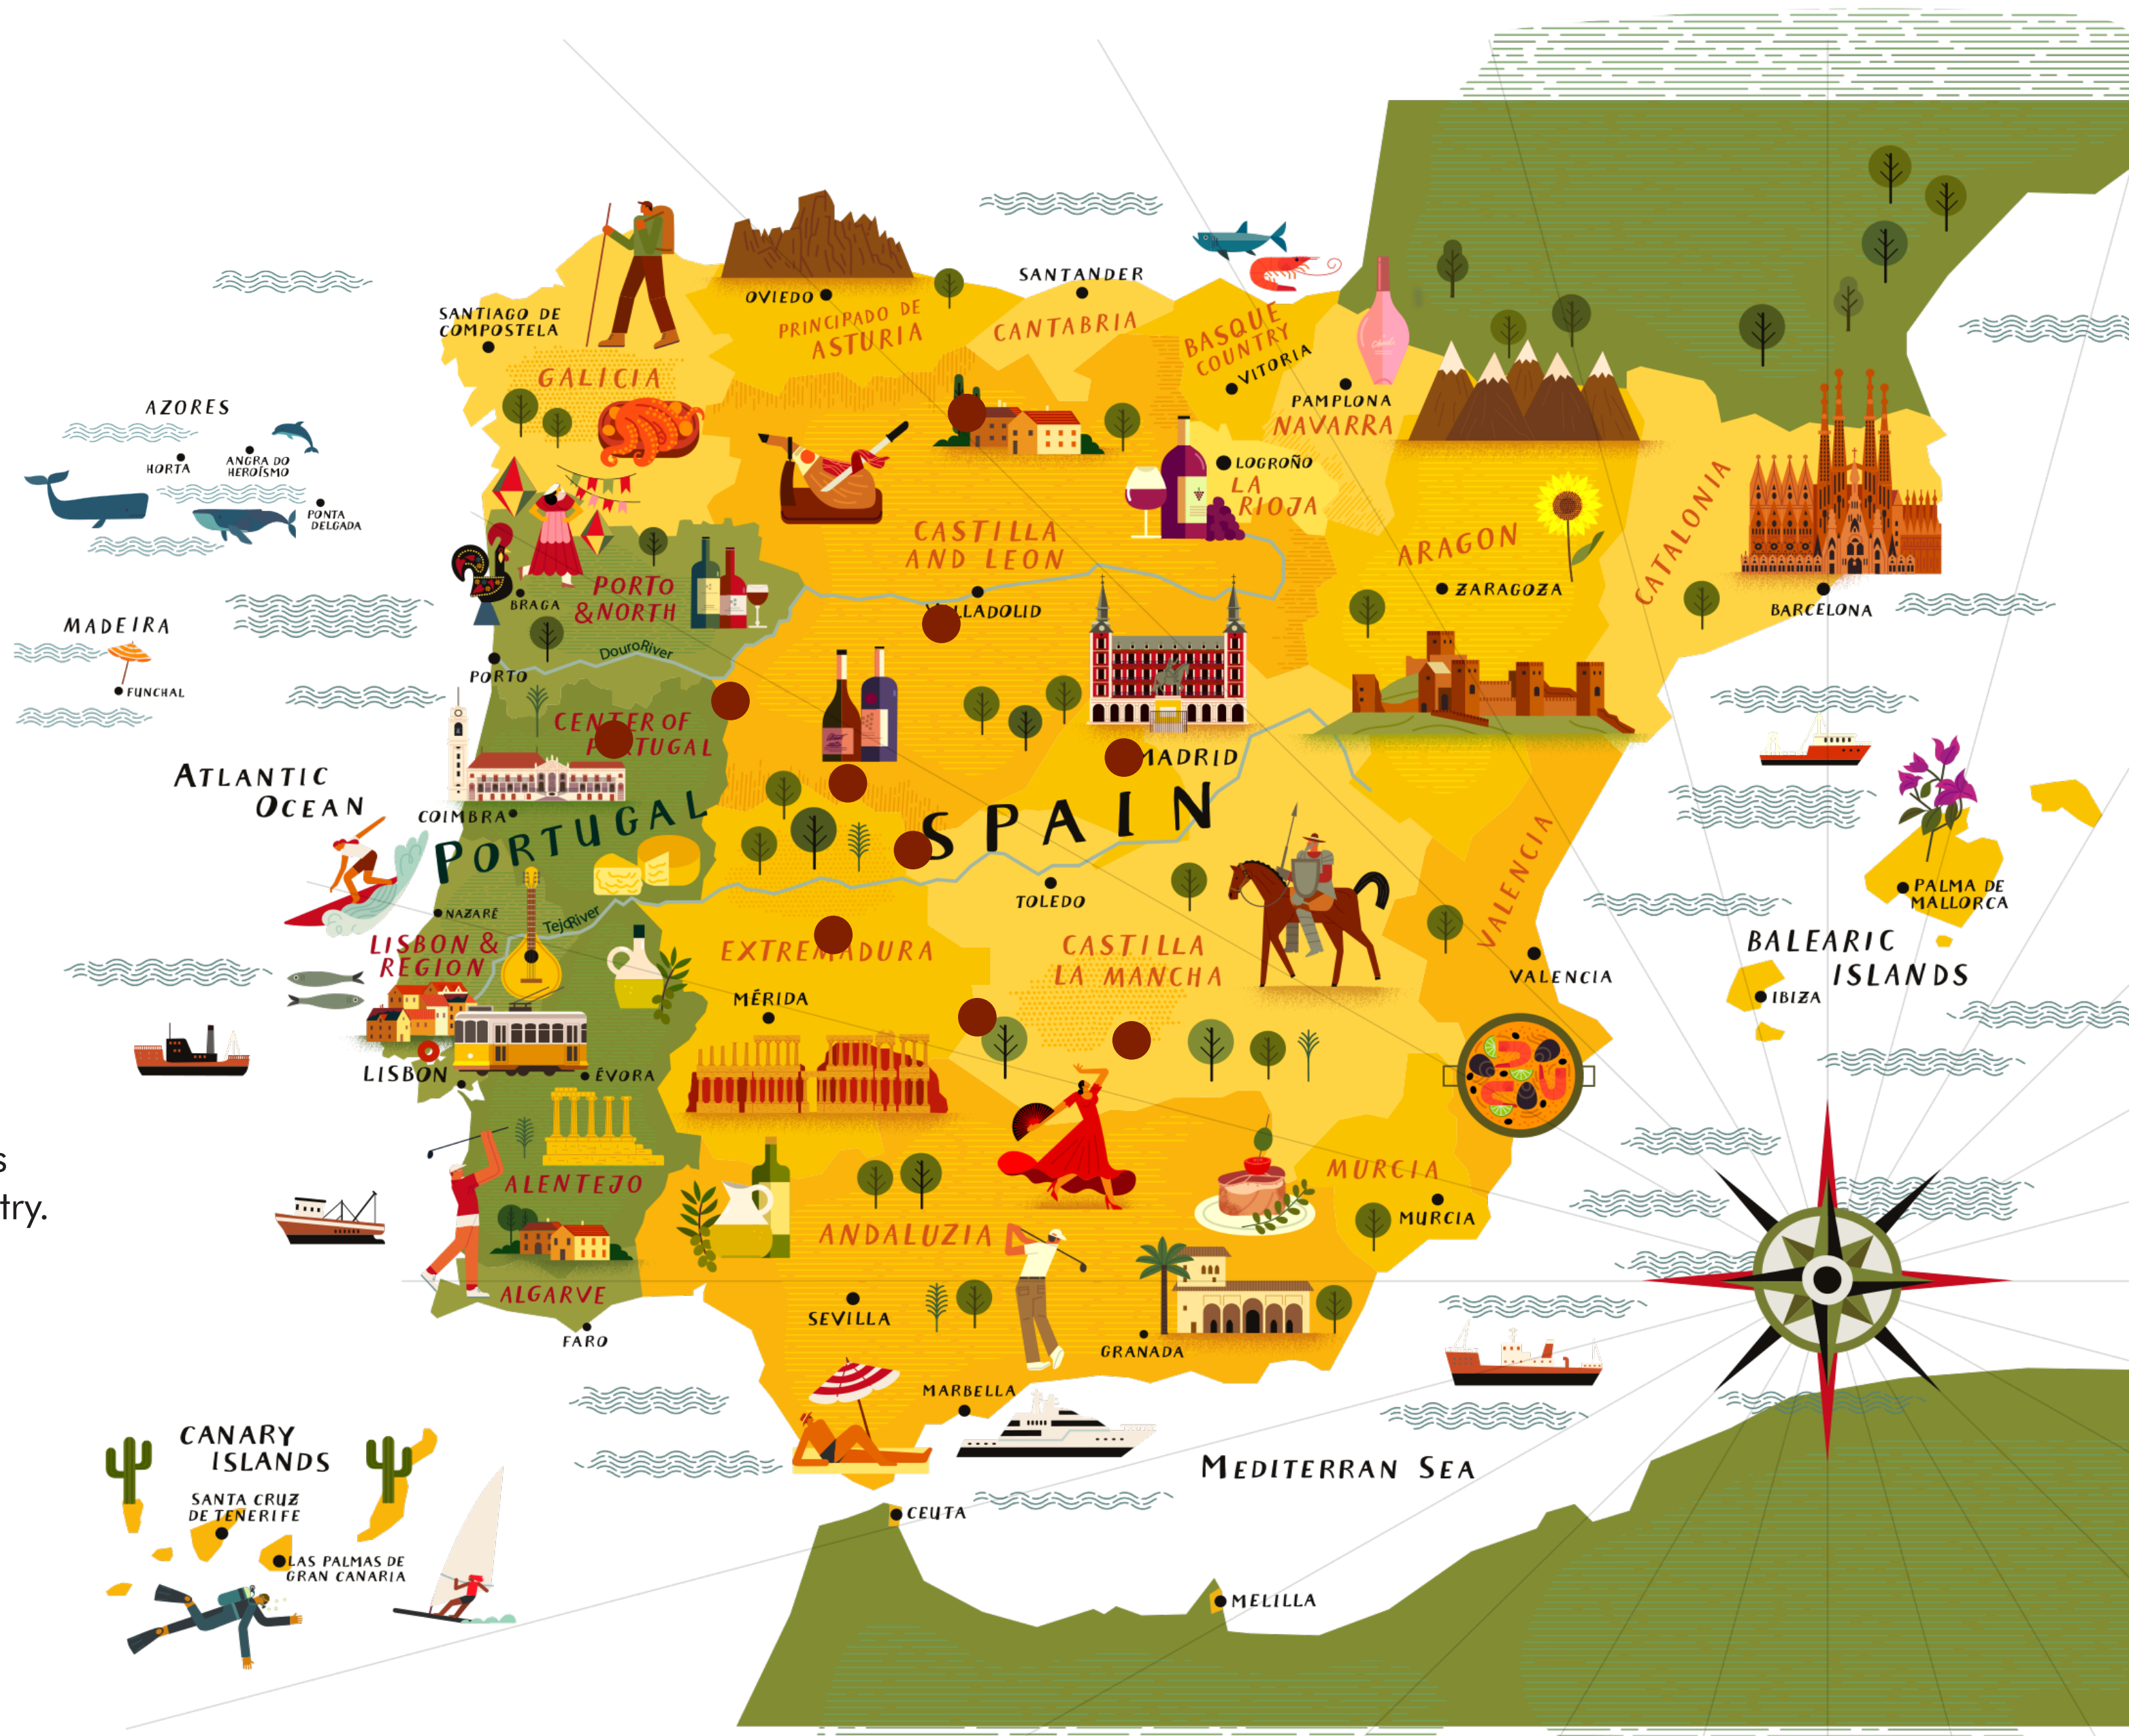 SANTANDER
OVIEDO
PRINCIPADO DE
ASTURIA
CANTABRIA
BASQUE
COUNTRY
VITORIA
SANTIAGO DE
COMPOSTELA
GALICIA
PAMPLONA
NAVARRA
AZORES
HORTA
ANGRA DO
HEROÍSMO
PONTA
DELGADA
LOGROÑO
LA
RIOJA
CASTILLA
AND LEON
ARAGON
CATALONIA
ZARAGOZA
BARCELONA
PORTO
&NORTH
BRAGA
VALLADOLID
MADEIRA
FUNCHAL
DouroRiver
PORTO
CENTER OF
PORTUGAL
MADRID
ATLANTIC
OCEAN
COIMBRA
PORTUGAL
SPAIN
VALENCIA
PALMA DE
MALLORCA
TOLEDO
NAZARÉ
TejoRiver
LISBON &
REGION
EXTREMADURA
CASTILLA
LA MANCHA
BALEARIC
ISLANDS
VALENCIA
IBIZA
MÉRIDA
LISBON
ÉVORA
s
try.
ALENTEJO
MURCIA
MURCIA
ANDALUZIA
ALGARVE
FARO
SEVILLA
GRANADA
MARBELLA
CANARY
ISLANDS
SANTA CRUZ
DE TENERIFE
LAS PALMAS DE
GRAN CANARIA
MEDITERRAN SEA
CEUTA
MELILLA